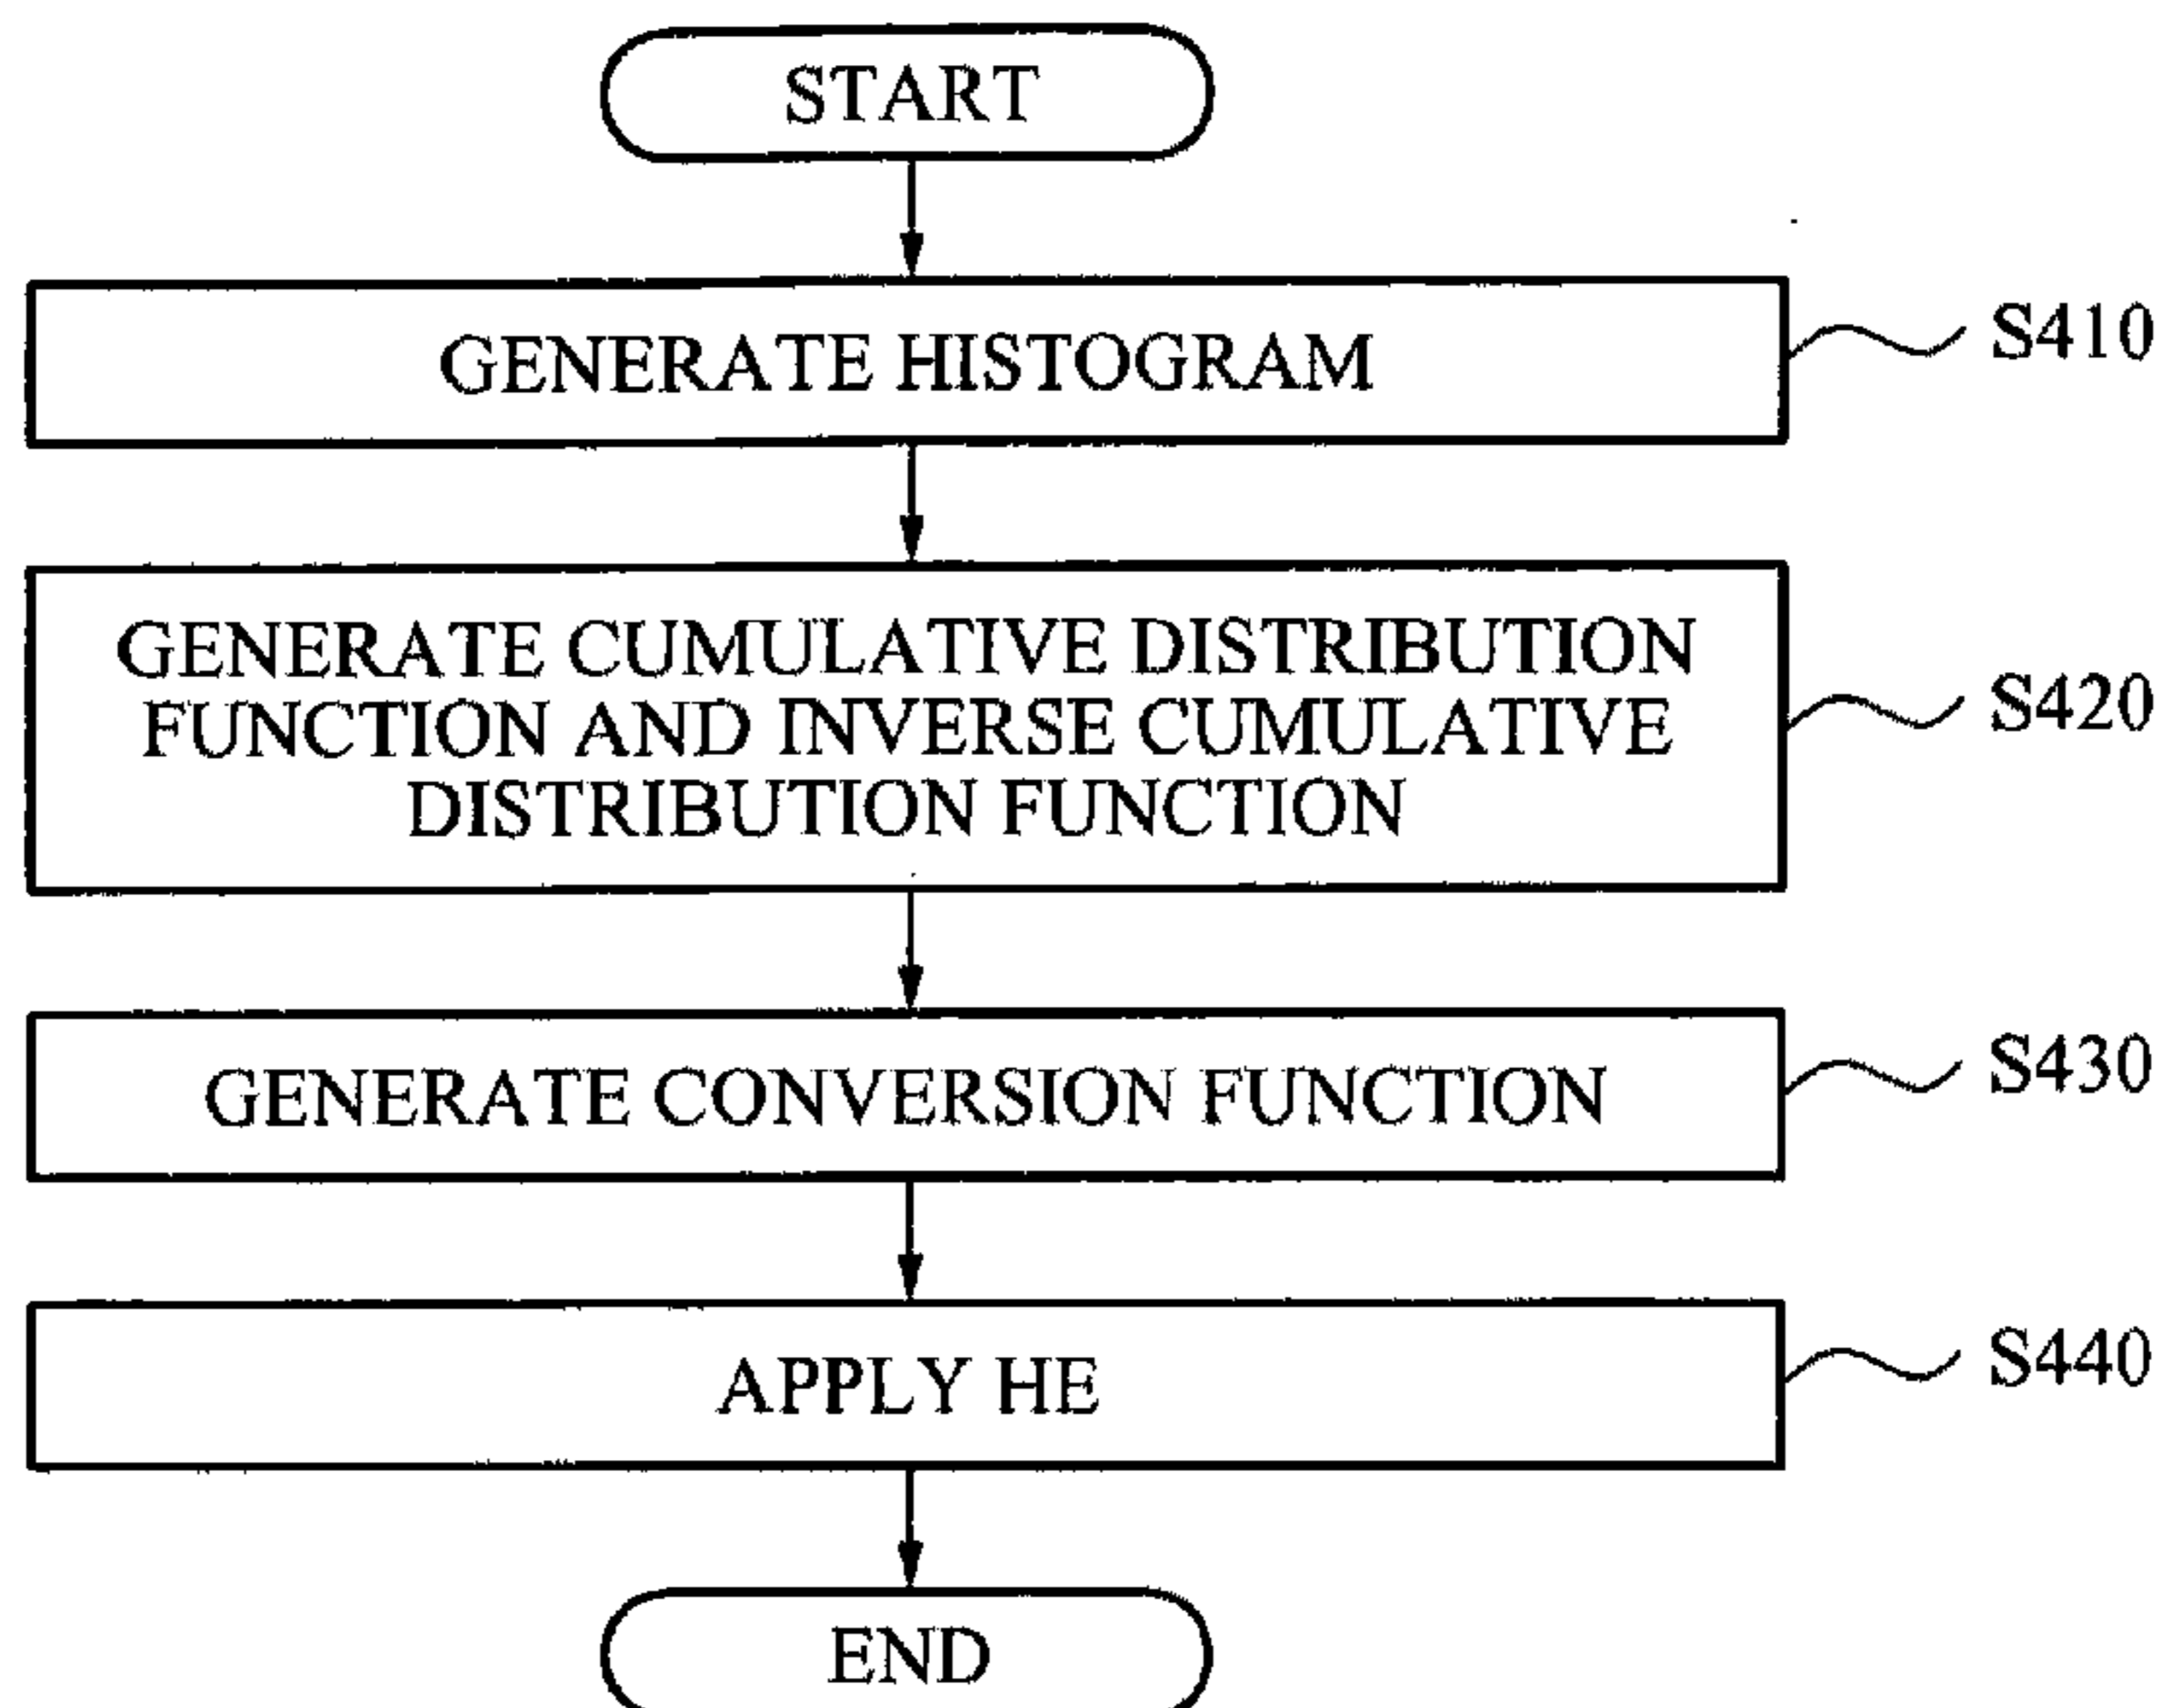 START
GENERATE HISTOGRAM
S410
GENERATE CUMULATIVE DISTRIBUTION
FUNCTION AND INVERSE CUMULATIVE
DISTRIBUTION FUNCTION
S420
GENERATE CONVERSION FUNCTION
S430
APPLY HE
S440
END